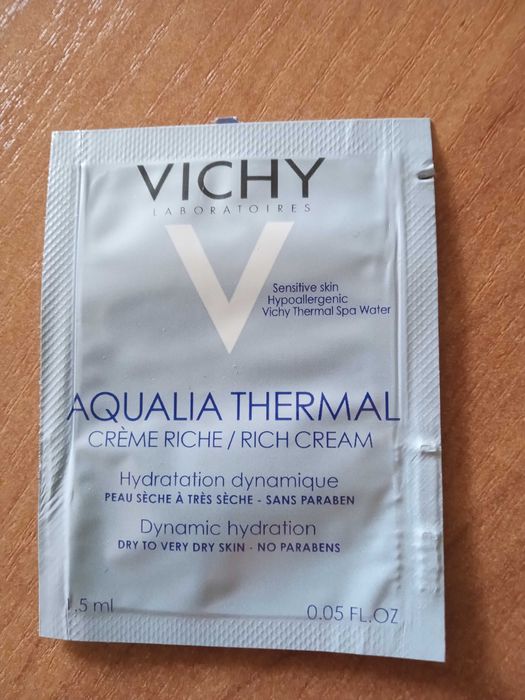 VICHY
LABORATOIRES
V
Sensitive skin
Hypoallergenic
Vichy Thermal Spa Water
AQUALIA THERMAL
CRÈME RICHE / RICH CREAM
Hydratation dynamique
PEAU SÈCHE À TRÈS SÈCHE - SANS PARABEN
Dynamic hydration
DRY TO VERY DRY SKIN - NO PARABENS
1.5 ml 0.05 FL.OZ